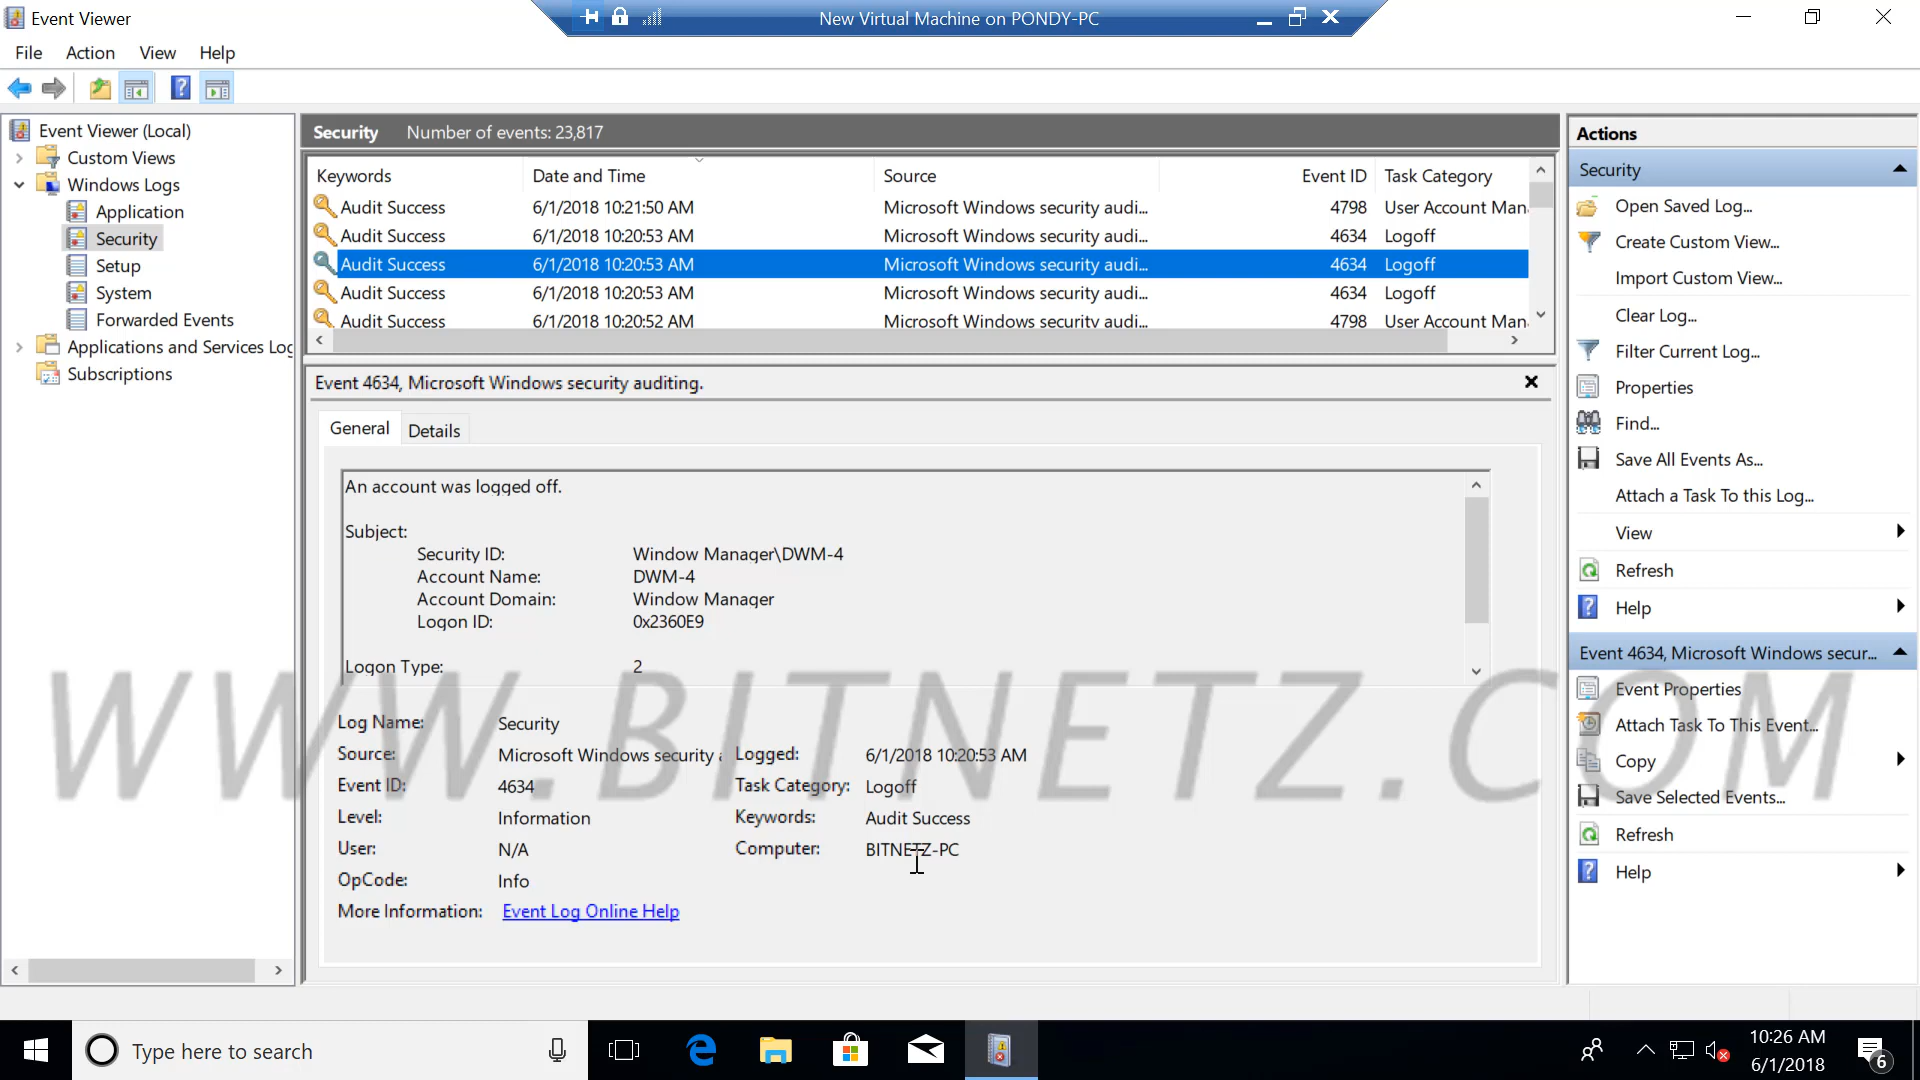 Event Viewer
New Virtual Machine on PONDY-PC
File Action View Help
Event Viewer (Local)
Custom Views
Windows Logs
Application
Security
Setup
System
Forwarded Events
Applications and Services Log
Subscriptions
Security Number of events: 23,817
Keywords Date and Time Source Event ID Task Category
Audit Success 6/1/2018 10:21:50 AM Microsoft Windows security audi... 4798 User Account Man
Audit Success 6/1/2018 10:20:53 AM Microsoft Windows security audi... 4634 Logoff
Audit Success 6/1/2018 10:20:53 AM Microsoft Windows security audi... 4634 Logoff
Audit Success 6/1/2018 10:20:53 AM Microsoft Windows security audi... 4634 Logoff
Audit Success 6/1/2018 10:20:52 AM Microsoft Windows security audi... 4798 User Account Man
Event 4634, Microsoft Windows security auditing.
General Details
An account was logged off.
Subject:
Security ID: Window Manager\DWM-4
Account Name: DWM-4
Account Domain: Window Manager
Logon ID: 0x2360E9
Logon Type: 2
WWW.BITNETZ.COM
Log Name: Security
Source: Microsoft Windows security a Logged: 6/1/2018 10:20:53 AM
Event ID: 4634 Task Category: Logoff
Level: Information Keywords: Audit Success
User: N/A Computer: BITNETZ-PC
OpCode: Info
More Information: Event Log Online Help
Actions
Security
Open Saved Log...
Create Custom View...
Import Custom View...
Clear Log...
Filter Current Log...
Properties
Find...
Save All Events As...
Attach a Task To this Log...
View
Refresh
Help
Event 4634, Microsoft Windows secur...
Event Properties
Attach Task To This Event...
Copy
Save Selected Events...
Refresh
Help
Type here to search
10:26 AM
6/1/2018
6